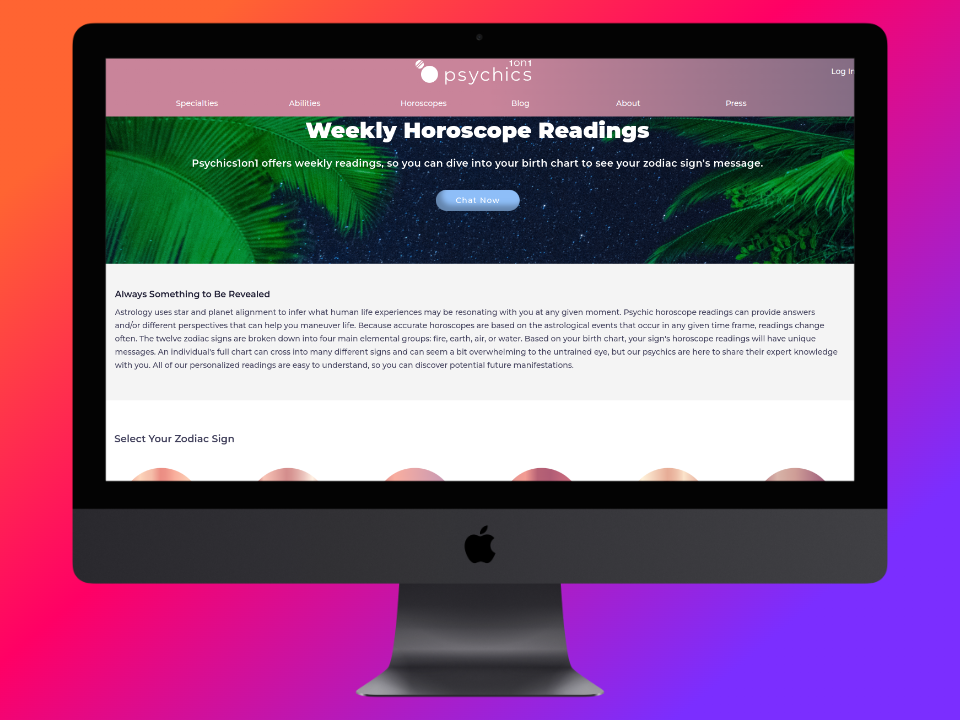 1on1
psychics
Log In
Specialties Abilities Horoscopes Blog About Press
Weekly Horoscope Readings
Psychics1on1 offers weekly readings, so you can dive into your birth chart to see your zodiac sign's message.
Chat Now
Always Something to Be Revealed
Astrology uses star and planet alignment to infer what human life experiences may be resonating with you at any given moment. Psychic horoscope readings can provide answers
and/or different perspectives that can help you maneuver life. Because accurate horoscopes are based on the astrological events that occur in any given time frame, readings change
often. The twelve zodiac signs are broken down into four main elemental groups: fire, earth, air, or water. Based on your birth chart, your sign's horoscope readings will have unique
messages. An individual's full chart can cross into many different signs and can seem a bit overwhelming to the untrained eye, but our psychics are here to share their expert knowledge
with you. All of our personalized readings are easy to understand, so you can discover potential future manifestations.
Select Your Zodiac Sign